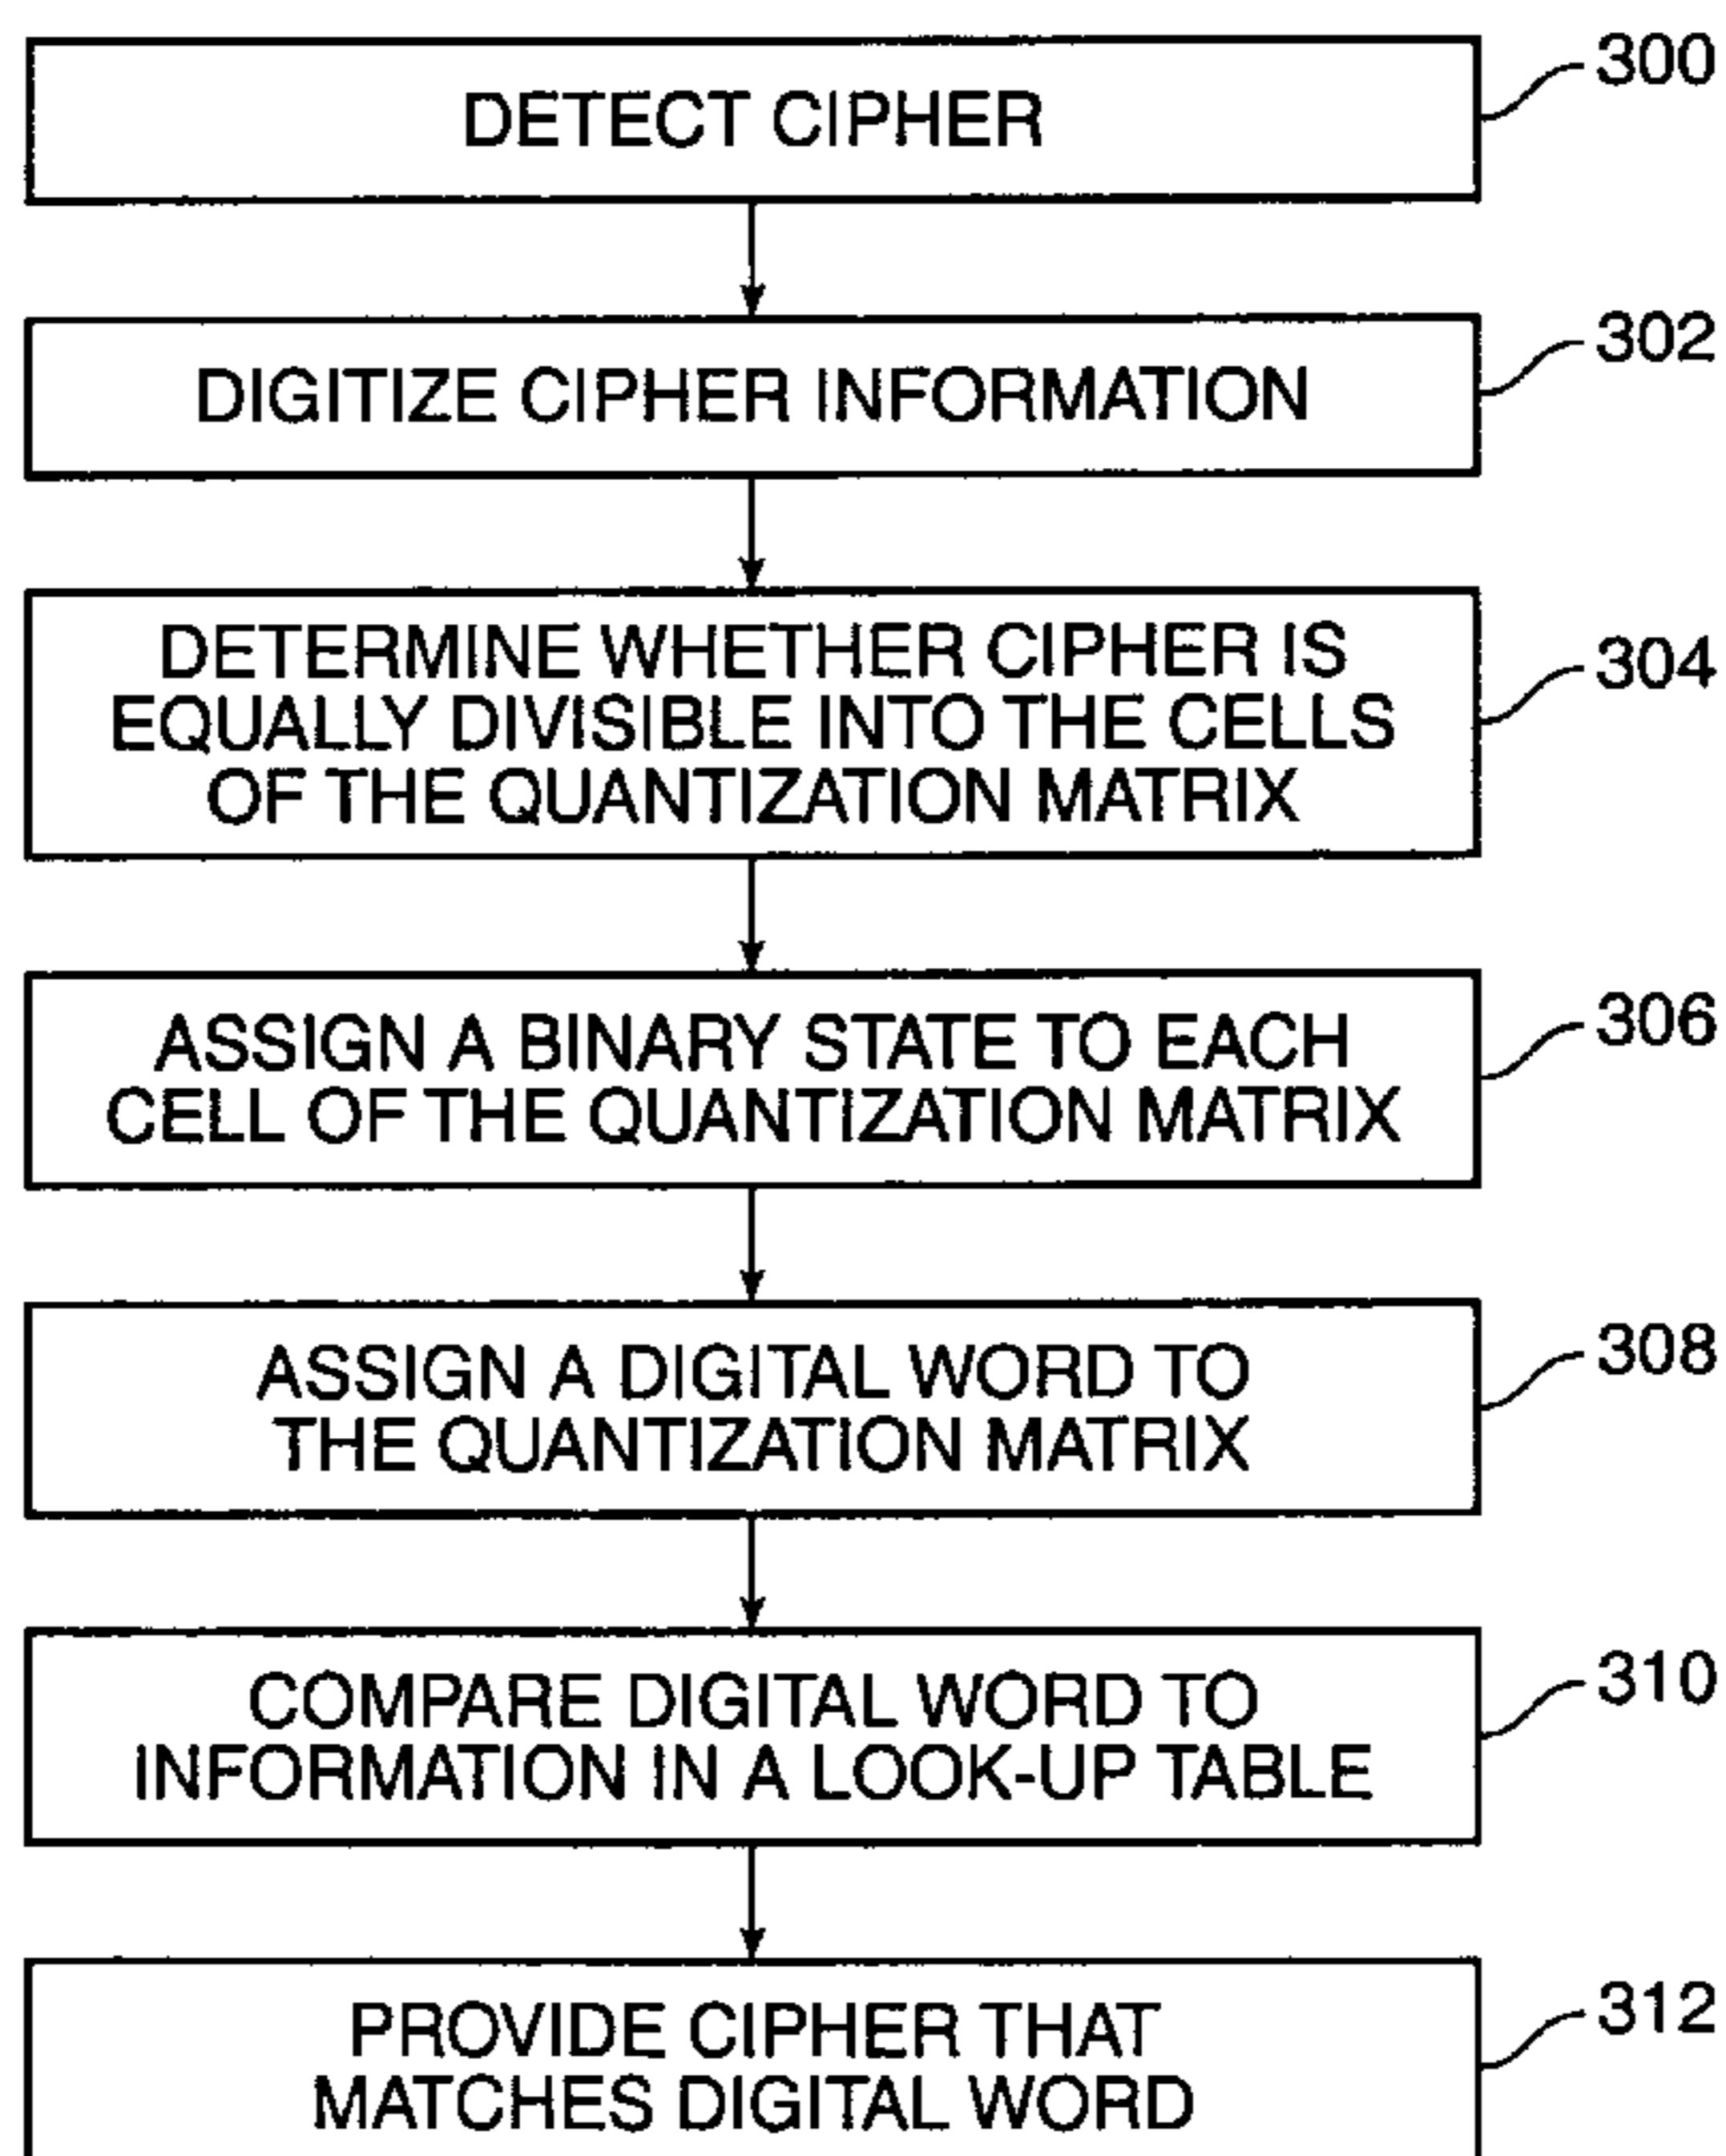 DETECT CIPHER
300
DIGITIZE CIPHER INFORMATION
302
DETERMINE WHETHER CIPHER IS
EQUALLY DIVISIBLE INTO THE CELLS
OF THE QUANTIZATION MATRIX
304
ASSIGN A BINARY STATE TO EACH
CELL OF THE QUANTIZATION MATRIX
306
ASSIGN A DIGITAL WORD TO
THE QUANTIZATION MATRIX
308
COMPARE DIGITAL WORD TO
INFORMATION IN A LOOK-UP TABLE
310
PROVIDE CIPHER THAT
MATCHES DIGITAL WORD
312